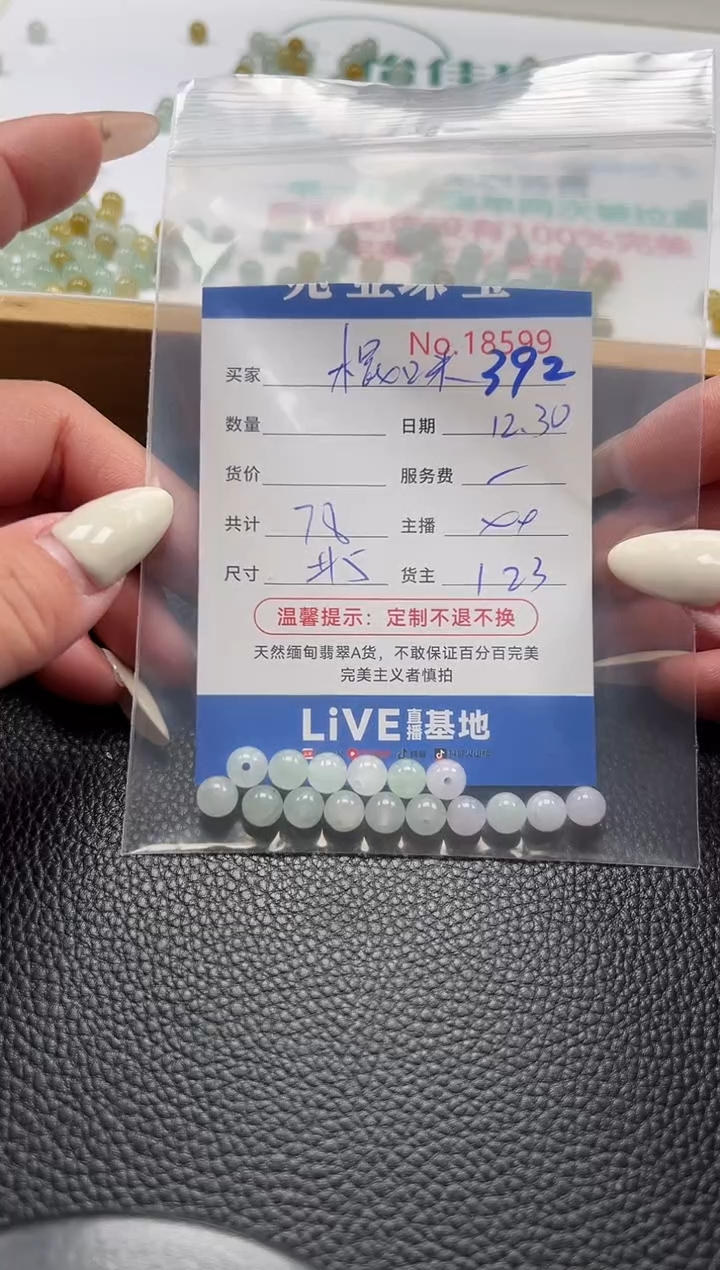 No.18599
买家 392
数量 日期 12.30
货价 服务费
共计 78 主播
尺寸 货主 123
温馨提示：定制不退不换
天然缅甸翡翠A货，不敢保证百分百完美
完美主义者慎拍
LiVE直播基地